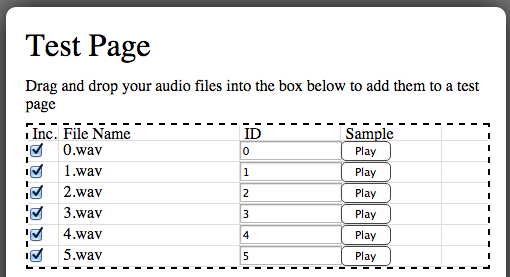 Test Page
Drag and drop your audio files into the box below to add them to a test
page
Inc. File Name ID Sample
0.wav 0 Play
1.wav 1 Play
2.wav 2 Play
3.wav 3 Play
4.wav 4 Play
5.wav 5 Play